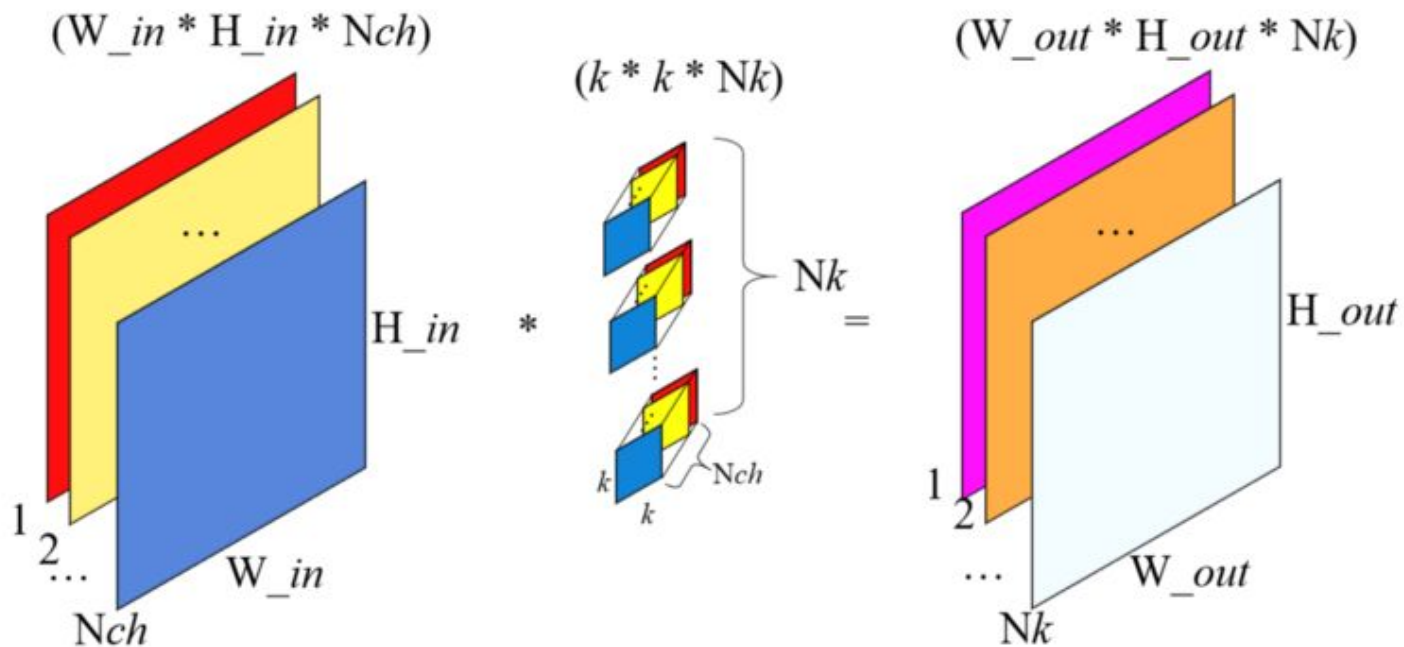 (W_in * H_in * Nch)
(k * k * Nk)
(W_out * H_out * Nk)
...
H_in
*
Nk
=
...
H_out
1
2
...
Nch
W_in
k
k
Nch
1
2
...
Nk
W_out